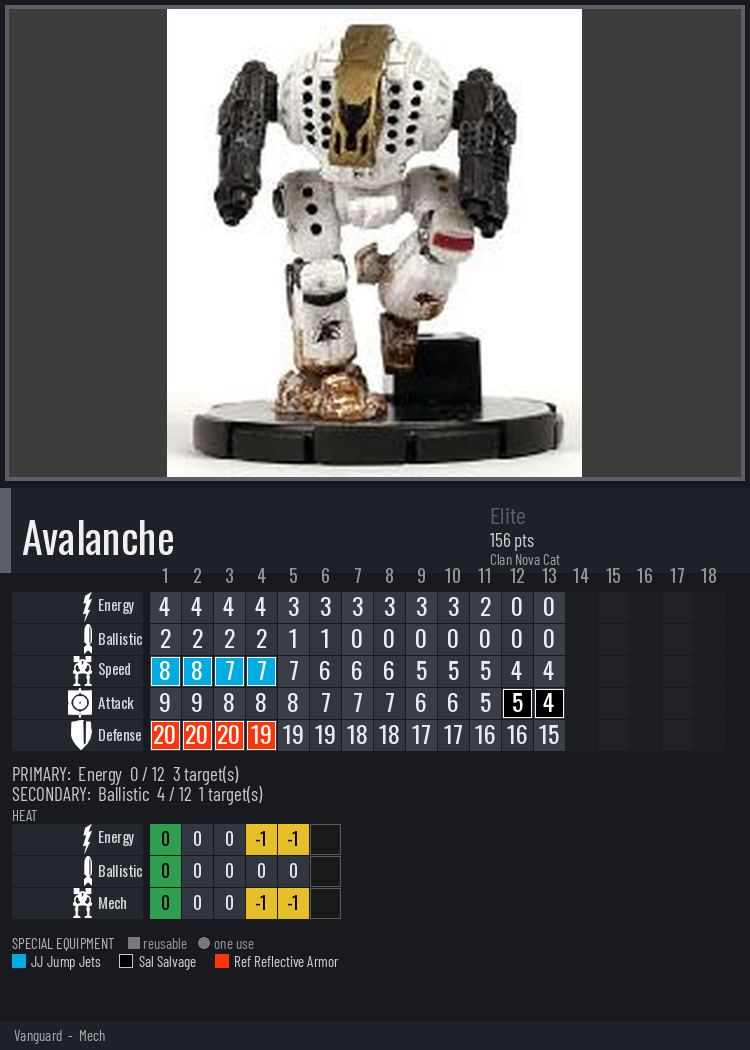 Avalanche
Elite
156 pts
Clan Nova Cat
1 2 3 4 5 6 7 8 9 10 11 12 13 14 15 16 17 18
Energy 4 4 4 4 3 3 3 3 3 3 2 0 0
Ballistic 2 2 2 2 1 1 0 0 0 0 0 0 0
Speed 8 8 7 7 7 6 6 6 5 5 5 4 4
Attack 9 9 8 8 8 7 7 7 6 6 5 5 4
Defense 20 20 20 19 19 19 18 18 17 17 16 16 15
PRIMARY: Energy 0 / 12 3 target(s)
SECONDARY: Ballistic 4 / 12 1 target(s)
HEAT
Energy 0 0 0 -1 -1
Ballistic 0 0 0 0 0
Mech 0 0 0 -1 -1
SPECIAL EQUIPMENT reusable one use
JJ Jump Jets Sal Salvage Ref Reflective Armor
Vanguard - Mech